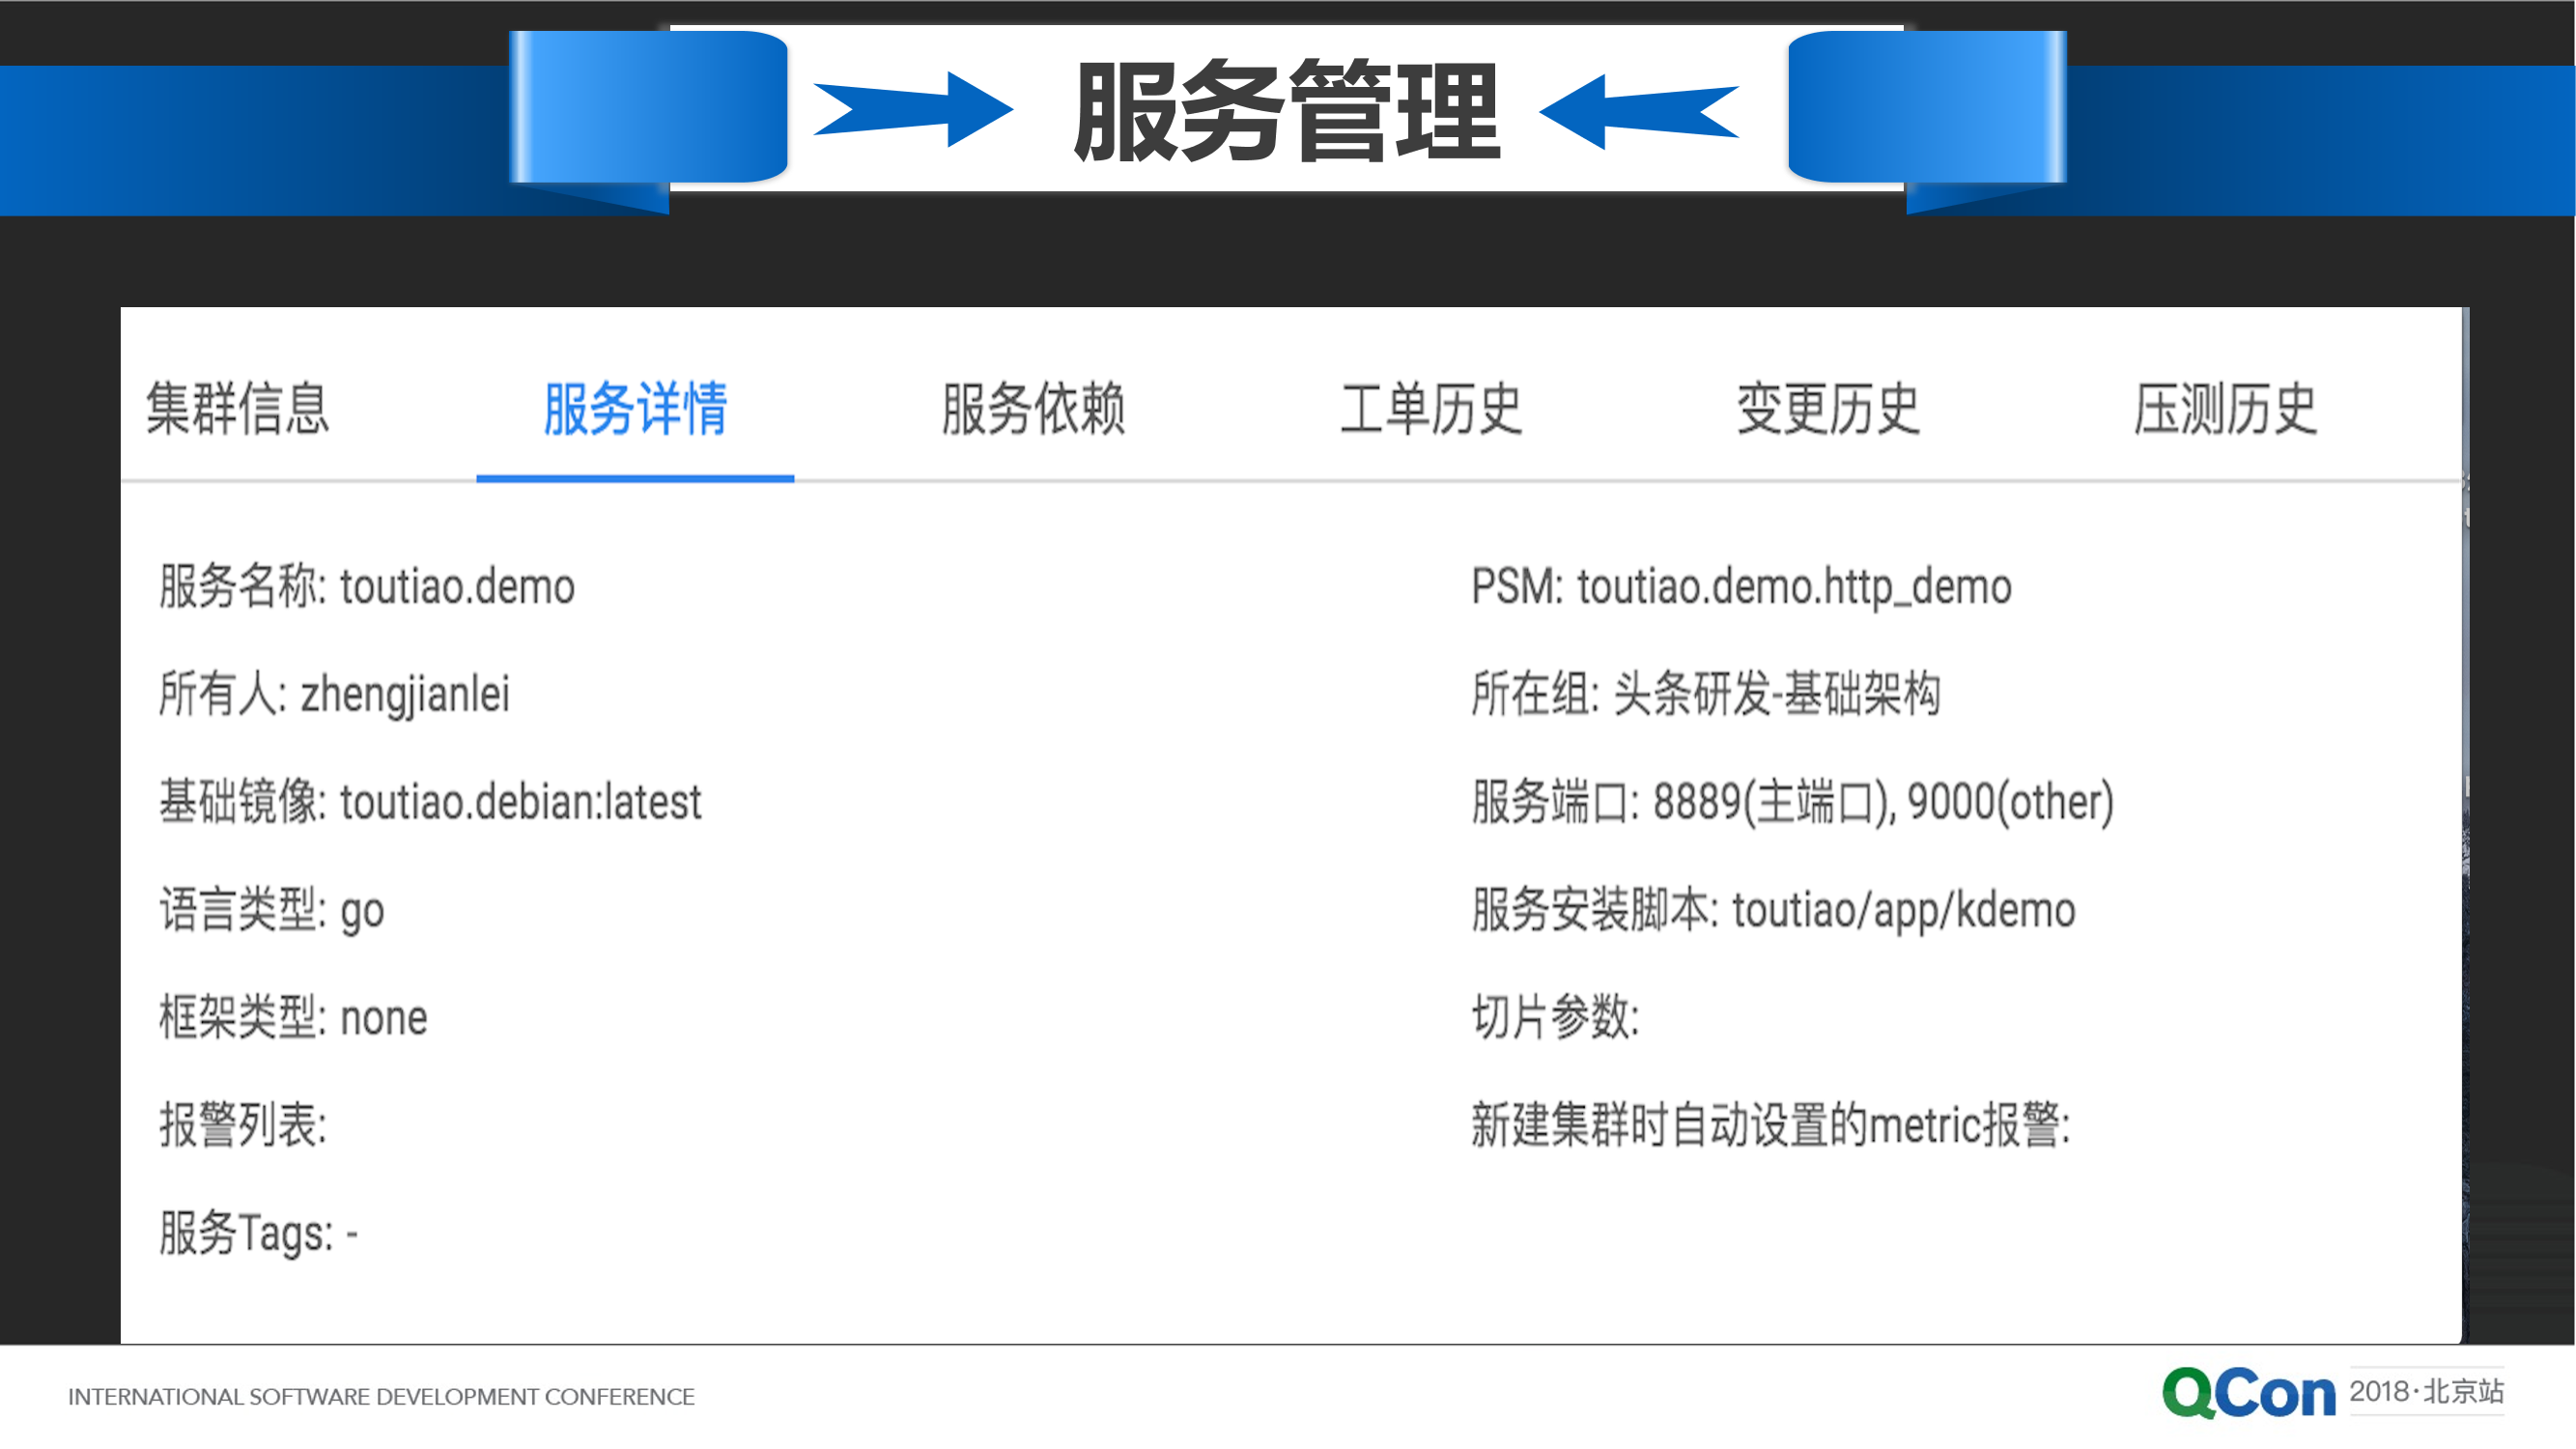 服务管理
集群信息 服务详情 服务依赖 工单历史 变更历史 压测历史
服务名称: toutiao.demo
PSM: toutiao.demo.http_demo
所有人: zhengjianlei
所在组: 头条研发-基础架构
基础镜像: toutiao.debian:latest
服务端口: 8889(主端口), 9000(other)
语言类型: go
服务安装脚本: toutiao/app/kdemo
框架类型: none
切片参数:
报警列表:
新建集群时自动设置的metric报警:
服务Tags: -
INTERNATIONAL SOFTWARE DEVELOPMENT CONFERENCE
QCon 2018·北京站